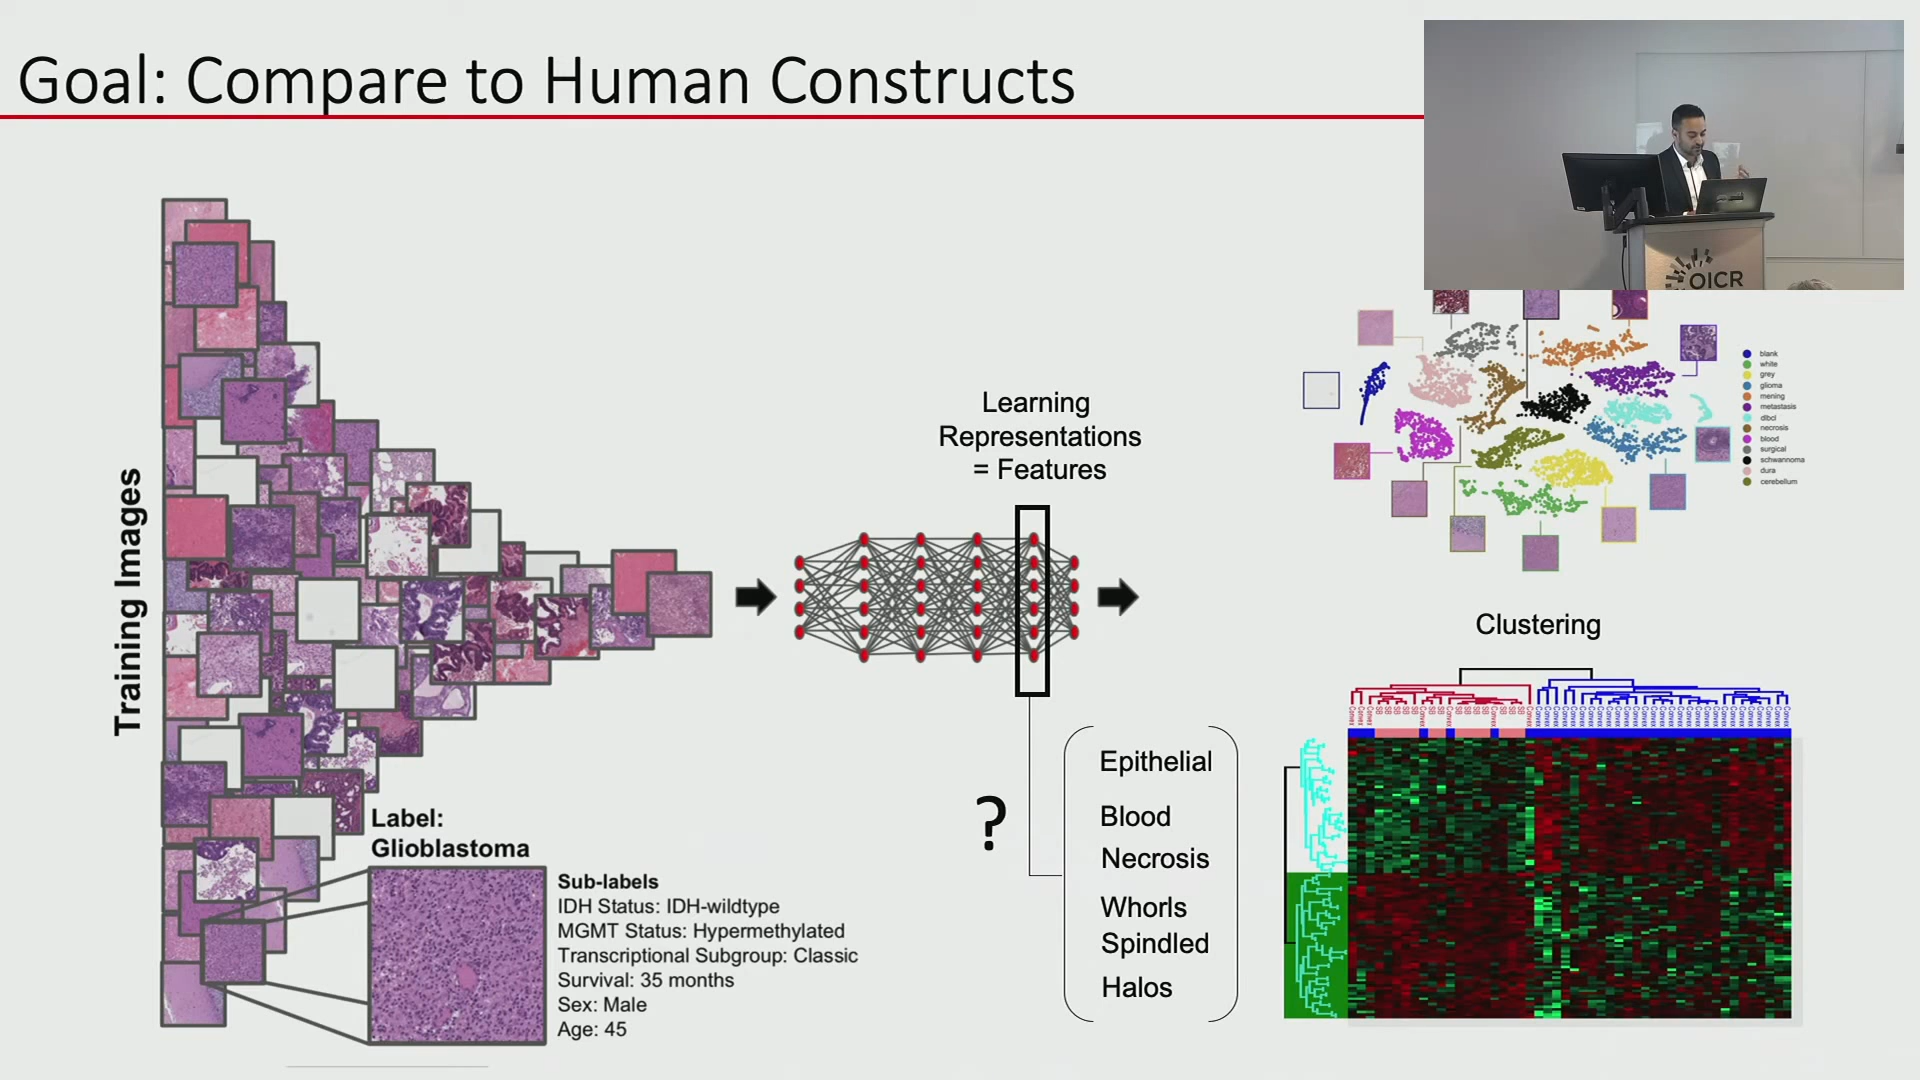 Goal: Compare to Human Constructs
OICR
Training Images
Label:
Glioblastoma
Sub-labels
IDH Status: IDH-wildtype
MGMT Status: Hypermethylated
Transcriptional Subgroup: Classic
Survival: 35 months
Sex: Male
Age: 45
Learning
Representations
= Features
?
Epithelial
Blood
Necrosis
Whorls
Spindled
Halos
blank
white
grey
glioma
mening
metastasis
dlbcl
necrosis
blood
surgical
schwannoma
dura
cerebellum
Clustering